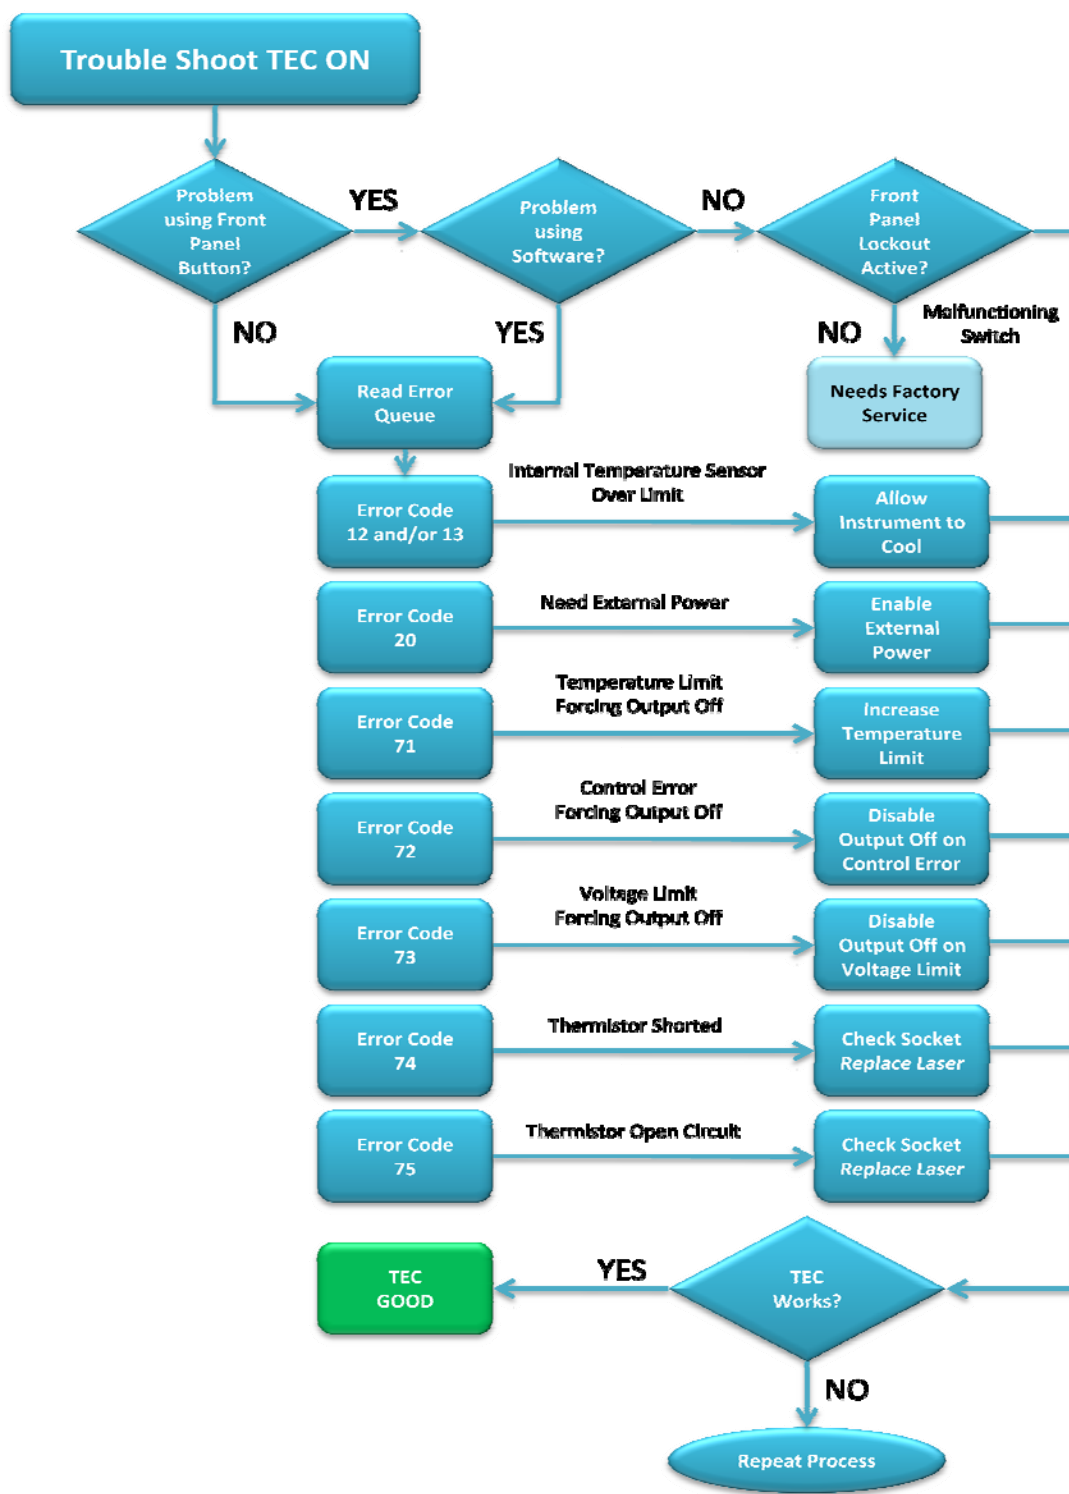 Trouble Shoot TEC ON
Problem
using Front
Panel
Button?
YES
Problem
using
Software?
NO
Front
Panel
Lockout
Active?
NO
YES
NO
Malfunctioning
Switch
Read Error
Queue
Needs Factory
Service
Error Code
12 and/or 13
Internal Temperature Sensor
Over Limit
Allow
Instrument to
Cool
Error Code
20
Need External Power
Enable
External
Power
Error Code
71
Temperature Limit
Forcing Output Off
Increase
Temperature
Limit
Error Code
72
Control Error
Forcing Output Off
Disable
Output Off on
Control Error
Error Code
73
Voltage Limit
Forcing Output Off
Disable
Output Off on
Voltage Limit
Error Code
74
Thermistor Shorted
Check Socket
Replace Laser
Error Code
75
Thermistor Open Circuit
Check Socket
Replace Laser
TEC
GOOD
YES
TEC
Works?
NO
Repeat Process